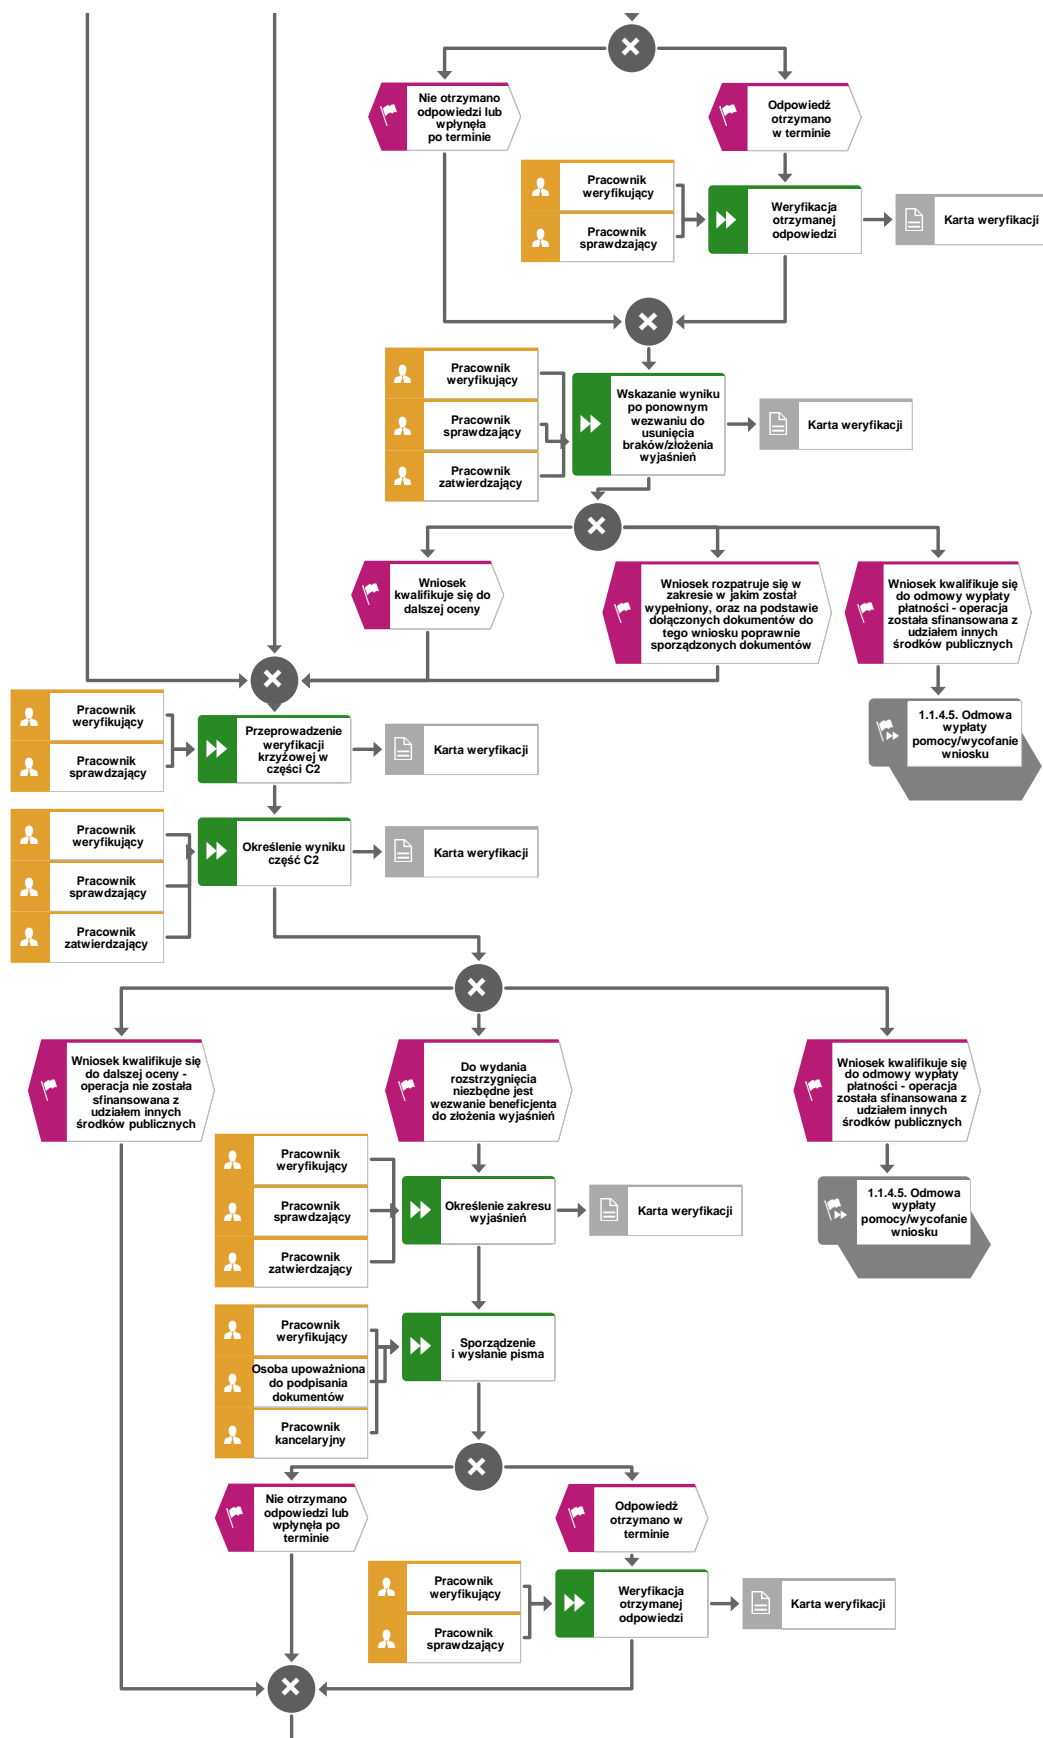 Nie otrzymano
odpowiedzi lub
wpłynęła
po terminie
Odpowiedź
otrzymano
w terminie
Pracownik
weryfikujący
Pracownik
sprawdzający
Weryfikacja
otrzymanej
odpowiedzi
Karta weryfikacji
Pracownik
weryfikujący
Pracownik
sprawdzający
Pracownik
zatwierdzający
Wskazanie wyniku
po ponownym
wezwaniu do
usunięcia
braków/złożenia
wyjaśnień
Karta weryfikacji
Wniosek
kwalifikuje się do
dalszej oceny
Wniosek rozpatruje się w
zakresie w jakim został
wypełniony, oraz na podstawie
dołączonych dokumentów do
tego wniosku poprawnie
sporządzonych dokumentów
Wniosek kwalifikuje się
do odmowy wypłaty
płatności - operacja
została sfinansowana z
udziałem innych
środków publicznych
1.1.4.5. Odmowa
wypłaty
pomocy/wycofanie
wniosku
Pracownik
weryfikujący
Pracownik
sprawdzający
Przeprowadzenie
weryfikacji
krzyżowej w
części C2
Karta weryfikacji
Pracownik
weryfikujący
Pracownik
sprawdzający
Pracownik
zatwierdzający
Określenie wyniku
część C2
Karta weryfikacji
Wniosek kwalifikuje się
do dalszej oceny -
operacja nie została
sfinansowana z
udziałem innych
środków publicznych
Do wydania
rozstrzygnięcia
niezbędne jest
wezwanie beneficjenta
do złożenia wyjaśnień
Wniosek kwalifikuje się
do odmowy wypłaty
płatności - operacja
została sfinansowana z
udziałem innych
środków publicznych
1.1.4.5. Odmowa
wypłaty
pomocy/wycofanie
wniosku
Pracownik
weryfikujący
Pracownik
sprawdzający
Pracownik
zatwierdzający
Określenie zakresu
wyjaśnień
Karta weryfikacji
Pracownik
weryfikujący
Osoba upoważniona
do podpisania
dokumentów
Pracownik
kancelaryjny
Sporządzenie
i wysłanie pisma
Nie otrzymano
odpowiedzi lub
wpłynęła po
terminie
Odpowiedź
otrzymano w
terminie
Pracownik
weryfikujący
Pracownik
sprawdzający
Weryfikacja
otrzymanej
odpowiedzi
Karta weryfikacji